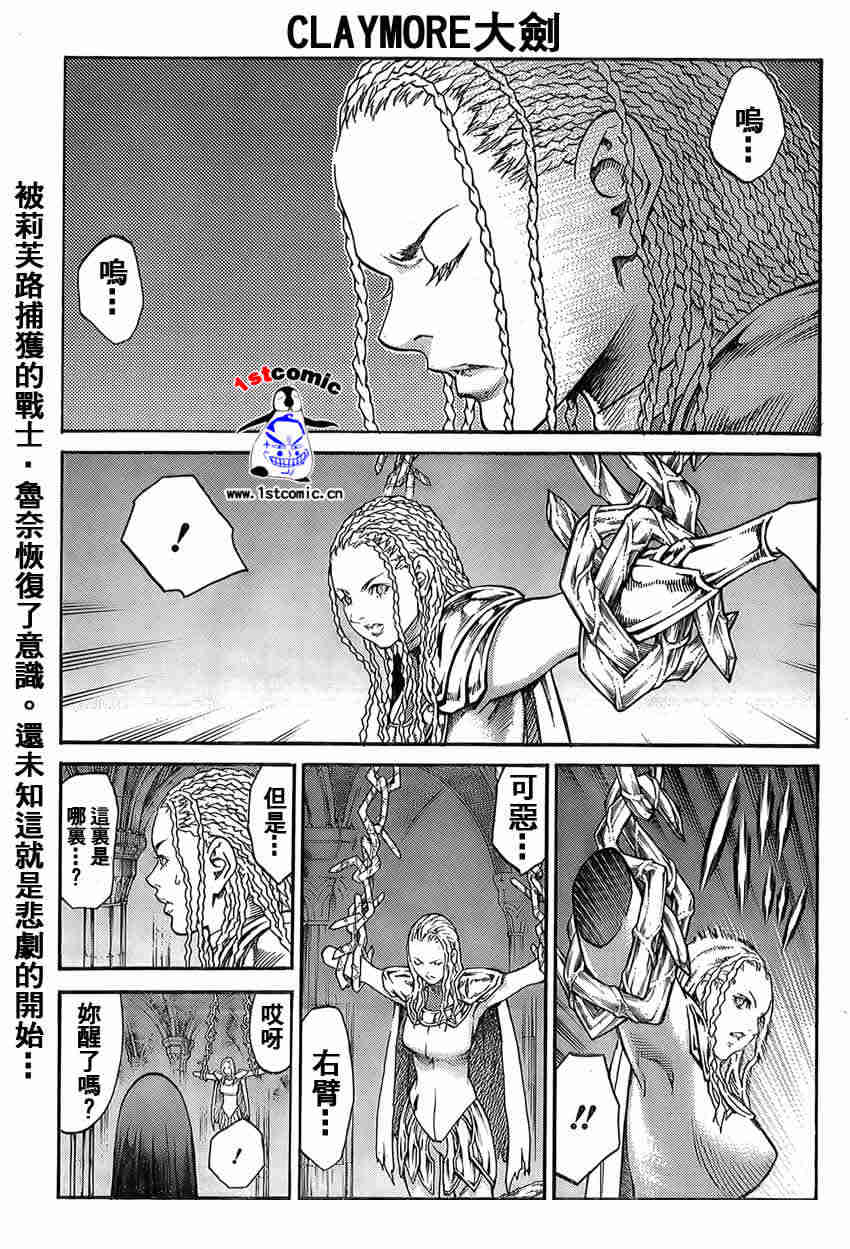 CLAYMORE大劍
嗚…
嗚…
1stcomic
www.1stcomic.cn
被莉芙路捕獲的戰士．魯奈恢復了意識。還未知這就是悲劇的開始…
!
!!
可惡…
右臂…
但是…
這裏是
哪裏…?
哎呀
妳醒了嗎?
!